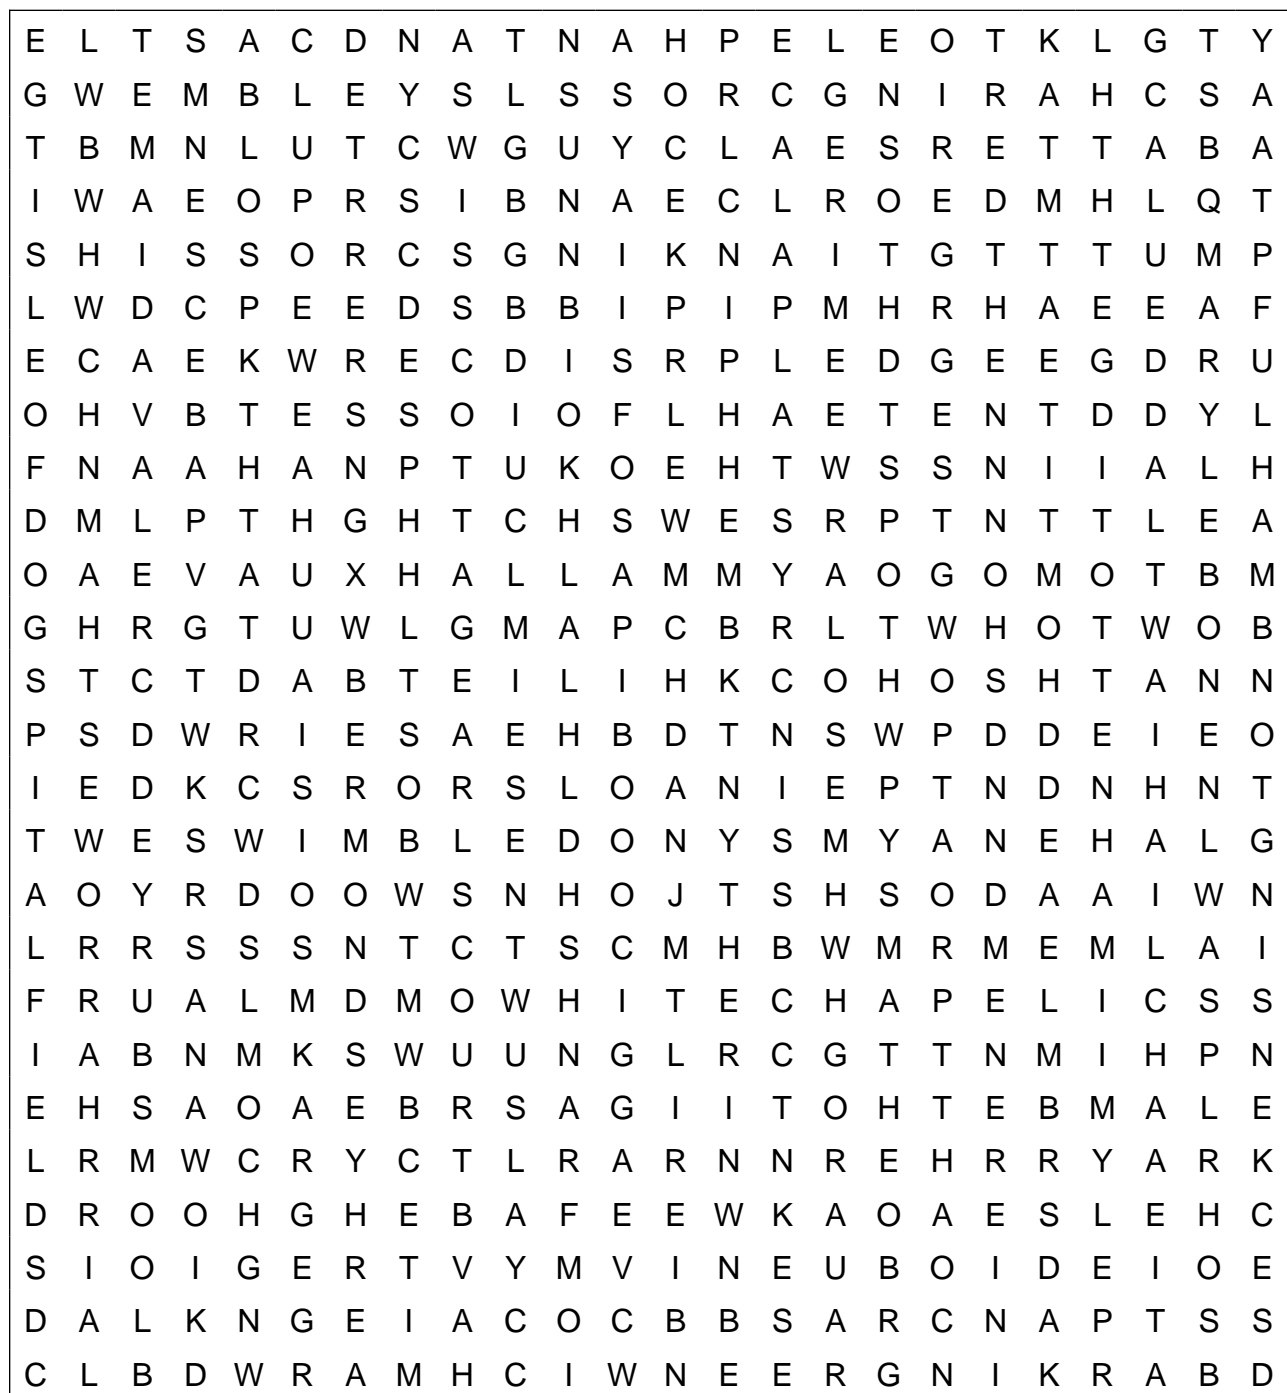 E L T S A C D N A T N A H P E L E O T K L G T Y
G W E M B L E Y S L S S O R C G N I R A H C S A
T B M N L U T C W G U Y C L A E S R E T T A B A
I W A E O P R S I B N A E C L R O E D M H L Q T
S H I S S O R C S G N I K N A I T G T T T U M P
L W D C P E E D S B B I P I P M H R H A E E A F
E C A E K W R E C D I S R P L E D G E E G D R U
O H V B T E S S O I O F L H A E T E N T D D Y L
F N A A H A N P T U K O E H T W S S N I I A L H
D M L P T H G H T C H S W E S R P T N T T L E A
O A E V A U X H A L L A M M Y A O G O M O T B M
G H R G T U W L G M A P C B R L T W H O T W O B
S T C T D A B T E I L I H K C O H O S H T A N N
P S D W R I E S A E H B D T N S W P D D E I E O
I E D K C S R O R S L O A N I E P T N D N H N T
T W E S W I M B L E D O N Y S M Y A N E H A L G
A O Y R D O O W S N H O J T S H S O D A A I W N
L R R S S S N T C T S C M H B W M R M E M L A I
F R U A L M D M O W H I T E C H A P E L I C S S
I A B N M K S W U U N G L R C G T T N M I H P N
E H S A O A E B R S A G I I T O H T E B M A L E
L R M W C R Y C T L R A R N N R E H R R Y A R K
D R O O H G H E B A F E E W K A O A E S L E H C
S I O I G E R T V Y M V I N E U B O I D E I O E
D A L K N G E I A C O C B B S A R C N A P T S S
C L B D W R A M H C I W N E E R G N I K R A B D